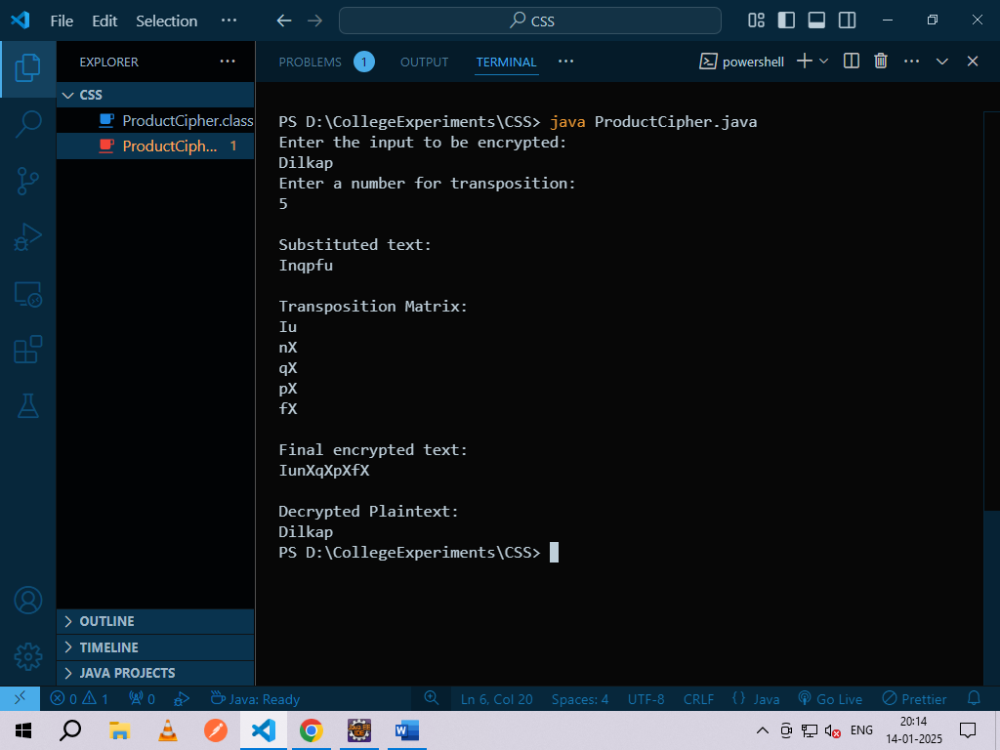 File Edit Selection ··· CSS
EXPLORER ···
CSS
ProductCipher.class
ProductCiph... 1
OUTLINE
TIMELINE
JAVA PROJECTS
PROBLEMS 1 OUTPUT TERMINAL ··· powershell ···
PS D:\CollegeExperiments\CSS> java ProductCipher.java
Enter the input to be encrypted:
Dilkap
Enter a number for transposition:
5
Substituted text:
Inqpfu
Transposition Matrix:
Iu
nX
qX
pX
fX
Final encrypted text:
IunXqXpXfX
Decrypted Plaintext:
Dilkap
PS D:\CollegeExperiments\CSS>
0 1 0 Java: Ready Ln 6, Col 20 Spaces: 4 UTF-8 CRLF {} Java Go Live Prettier
ENG 20:14
14-01-2025